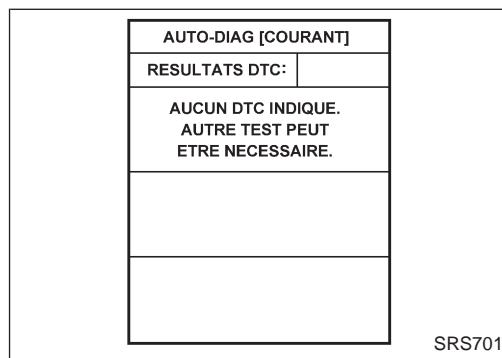 AUTO-DIAG [COURANT]
RESULTATS DTC:
AUCUN DTC INDIQUE.
AUTRE TEST PEUT
ETRE NECESSAIRE.
SRS701